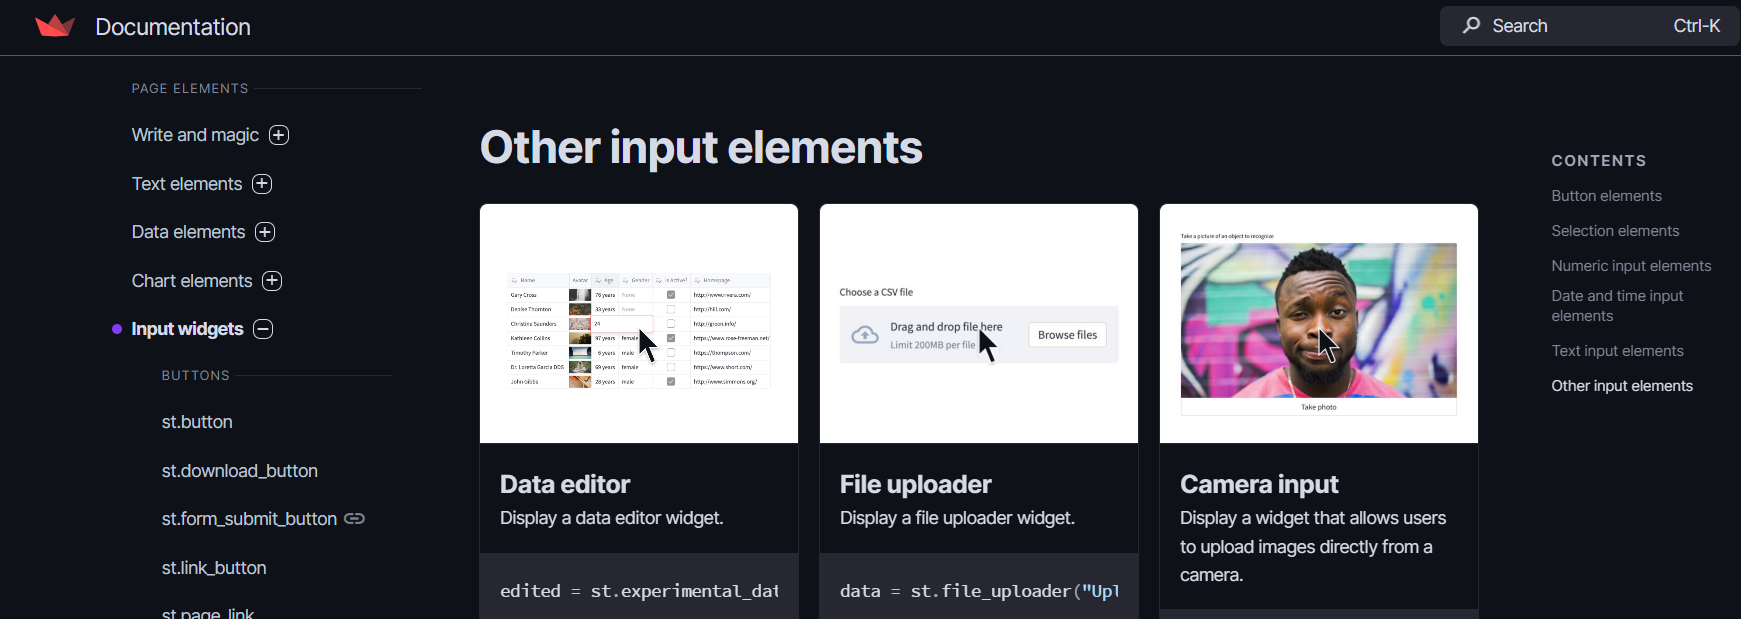 Documentation
Search
Ctrl-K
PAGE ELEMENTS
Write and magic
Text elements
Data elements
Chart elements
Input widgets
BUTTONS
st.button
st.download_button
st.form_submit_button
st.link_button
st.page_link
Other input elements
Name Avatar Age Gender Is Active? Homepage
Gary Cross 76 years None http://www.rivera.com/
Denise Thornton 33 years None http://hill.com/
Christina Saunders 24 http://green.info/
Kathleen Collins 97 years female https://www.rose-freeman.net/
Timothy Parker 6 years male https://thompson.com/
Dr. Loretta Garcia DDS 69 years female https://www.short.com/
John Gibbs 28 years male http://www.simmons.org/
Data editor
Display a data editor widget.
edited = st.experimental_dat
Choose a CSV file
Drag and drop file here
Limit 200MB per file
Browse files
File uploader
Display a file uploader widget.
data = st.file_uploader("Upl
Take a picture of an object to recognize
Take photo
Camera input
Display a widget that allows users
to upload images directly from a
camera.
CONTENTS
Button elements
Selection elements
Numeric input elements
Date and time input
elements
Text input elements
Other input elements